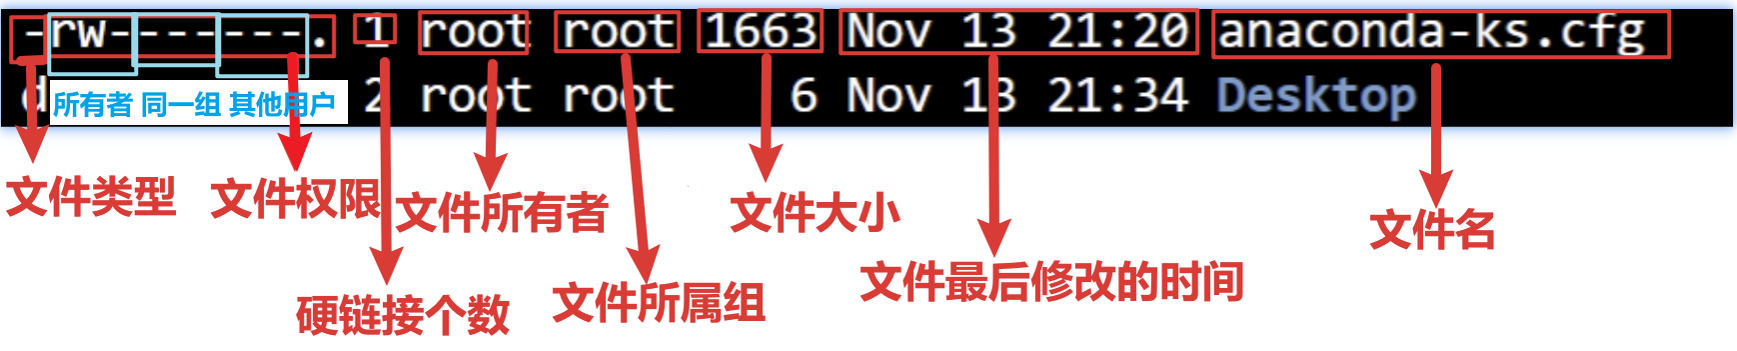 -rw-------. 1 root root 1663 Nov 13 21:20 anaconda-ks.cfg
d 2 root root 6 Nov 13 21:34 Desktop
所有者 同一组 其他用户
文件类型 文件权限 文件所有者 文件大小 文件名
硬链接个数 文件所属组 文件最后修改的时间